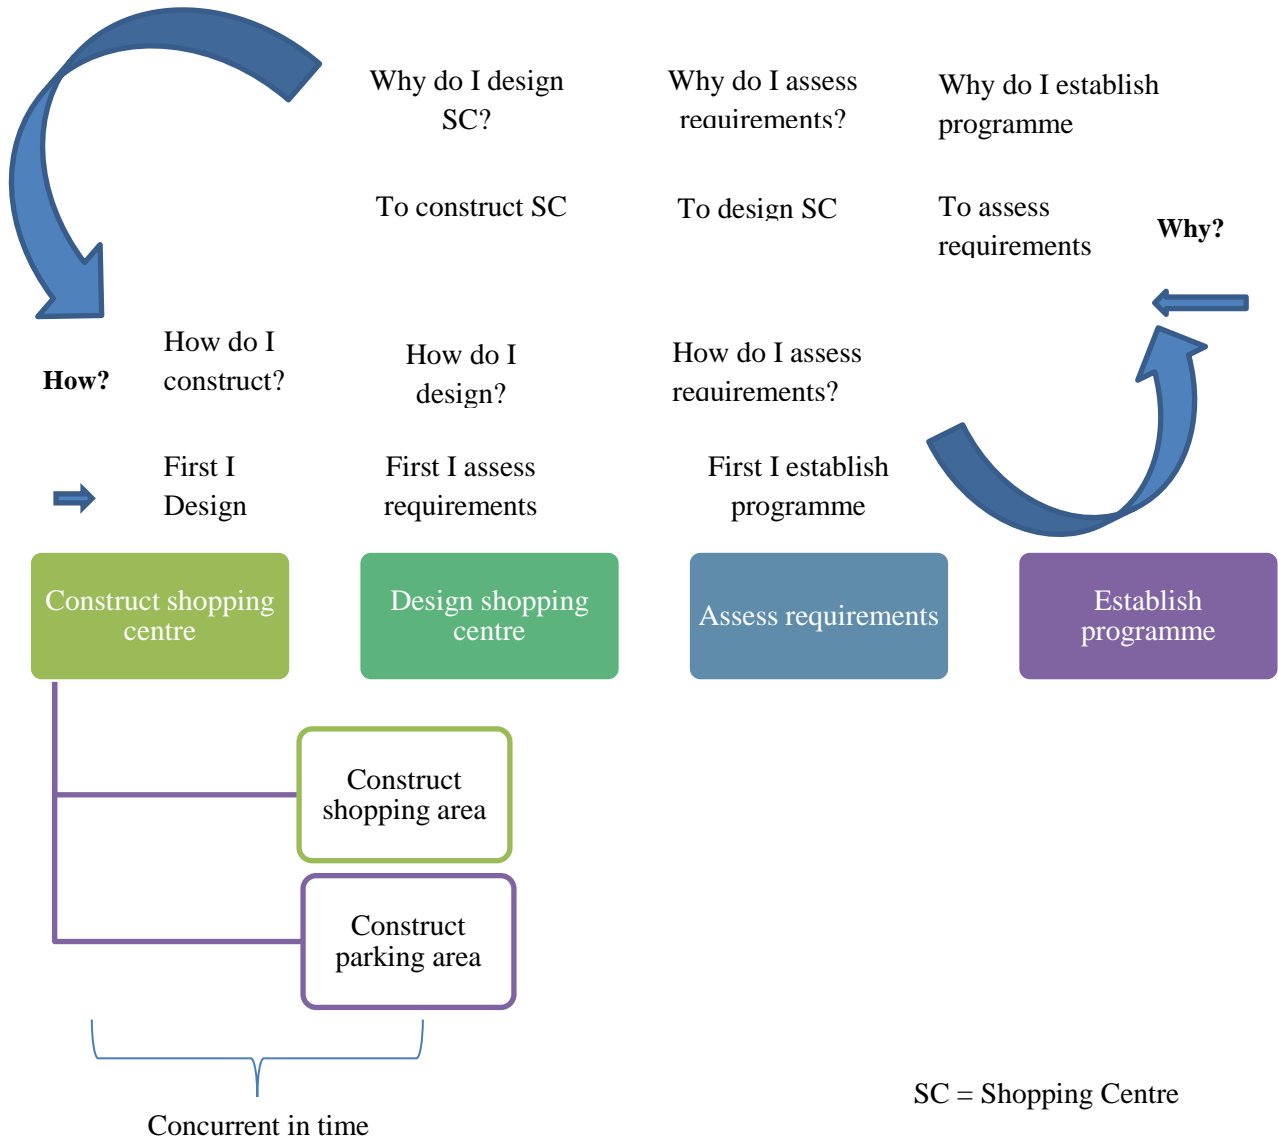 Why do I design
SC?
Why do I assess
requirements?
Why do I establish
programme
To construct SC
To design SC
To assess
requirements
Why?
How?
How do I
construct?
How do I
design?
How do I assess
requirements?
First I
Design
First I assess
requirements
First I establish
programme
Construct shopping
centre
Design shopping
centre
Assess requirements
Establish
programme
Construct
shopping area
Construct
parking area
Concurrent in time
SC = Shopping Centre